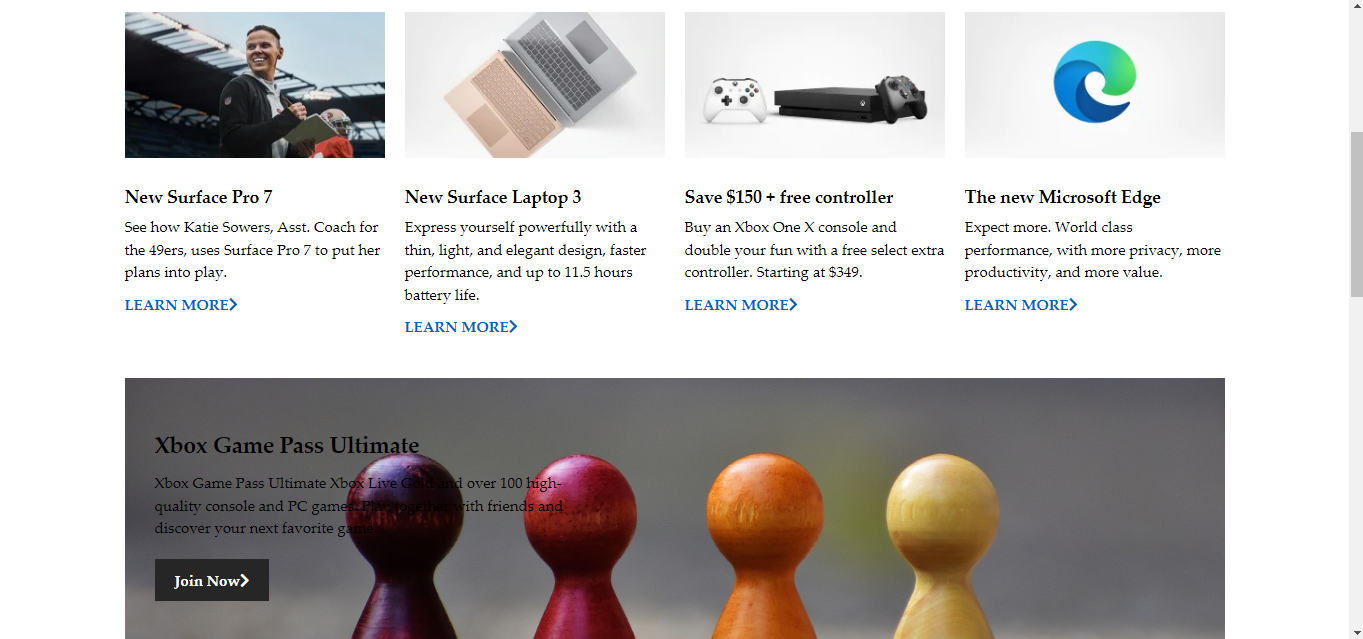 New Surface Pro 7
See how Katie Sowers, Asst. Coach for
the 49ers, uses Surface Pro 7 to put her
plans into play.
LEARN MORE
New Surface Laptop 3
Express yourself powerfully with a
thin, light, and elegant design, faster
performance, and up to 11.5 hours
battery life.
LEARN MORE
Save $150 + free controller
Buy an Xbox One X console and
double your fun with a free select extra
controller. Starting at $349.
LEARN MORE
The new Microsoft Edge
Expect more. World class
performance, with more privacy, more
productivity, and more value.
LEARN MORE
Xbox Game Pass Ultimate
Xbox Game Pass Ultimate Xbox Live Gold and over 100 high-
quality console and PC games. Play together with friends and
discover your next favorite game.
Join Now